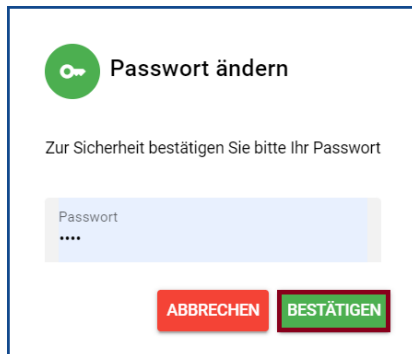 Passwort ändern
Zur Sicherheit bestätigen Sie bitte Ihr Passwort
Passwort
••••
ABBRECHEN BESTÄTIGEN